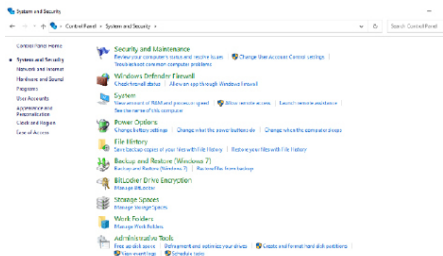 System and Security
Control Panel > System and Security >
Search Control Panel
Control Panel Home
System and Security
Network and Internet
Hardware and Sound
Programs
User Accounts
Appearance and
Personalization
Clock and Region
Ease of Access
Security and Maintenance
Review your computer's status and resolve issues | Change User Account Control settings |
Troubleshoot common computer problems
Windows Defender Firewall
Check firewall status | Allow an app through Windows Firewall
System
View amount of RAM and processor speed | Allow remote access | Launch remote assistance |
See the name of this computer
Power Options
Change battery settings | Change what the power buttons do | Change when the computer sleeps
File History
Save backup copies of your files with File History | Restore your files with File History
Backup and Restore (Windows 7)
Backup and Restore (Windows 7) | Restore files from backup
BitLocker Drive Encryption
Manage BitLocker
Storage Spaces
Manage Storage Spaces
Work Folders
Manage Work Folders
Administrative Tools
Free up disk space | Defragment and optimize your drives | Create and format hard disk partitions |
View event logs | Schedule tasks